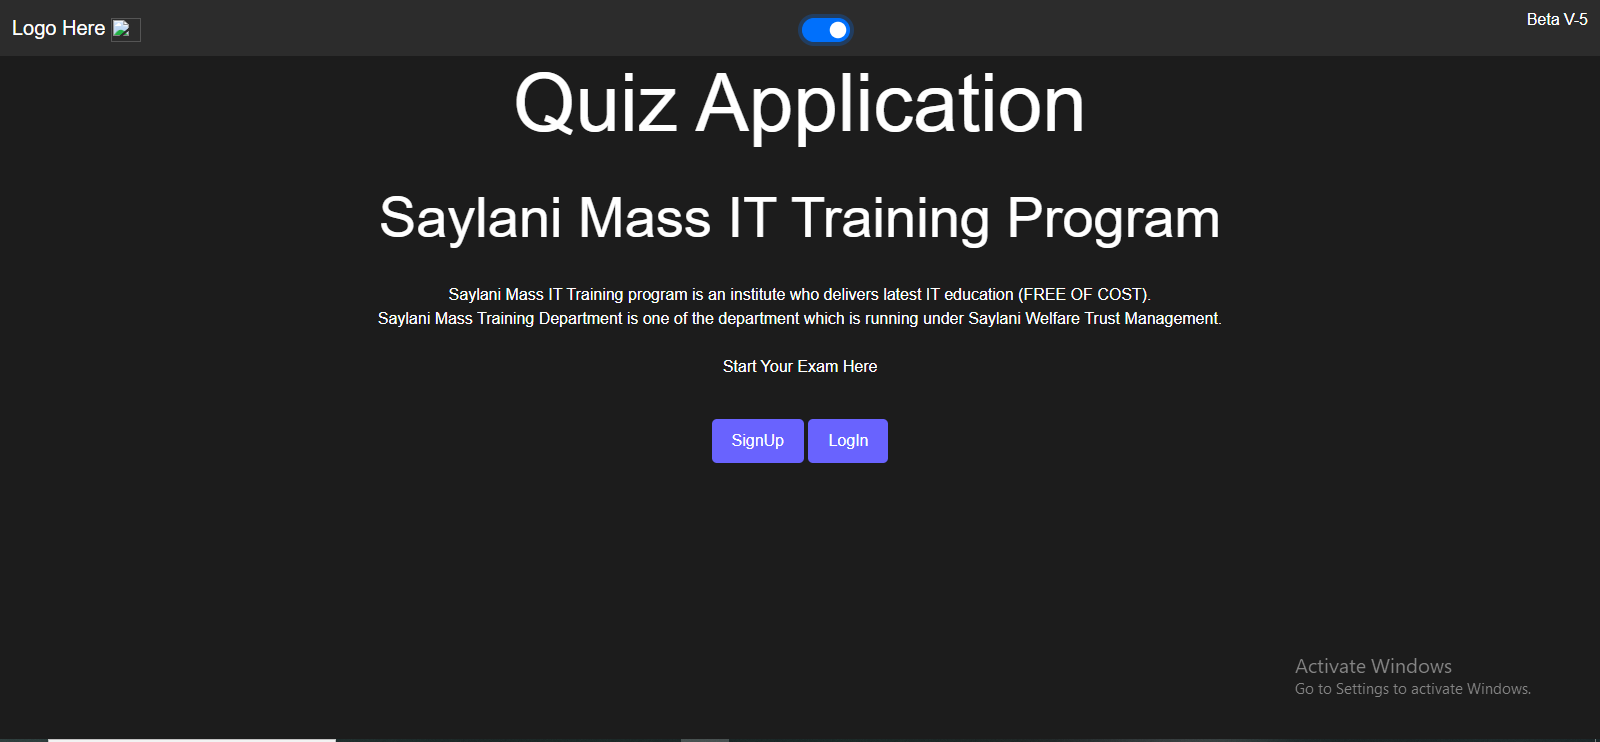 Logo Here
Beta V-5
Quiz Application
Saylani Mass IT Training Program
Saylani Mass IT Training program is an institute who delivers latest IT education (FREE OF COST).
Saylani Mass Training Department is one of the department which is running under Saylani Welfare Trust Management.
Start Your Exam Here
SignUp LogIn
Activate Windows
Go to Settings to activate Windows.